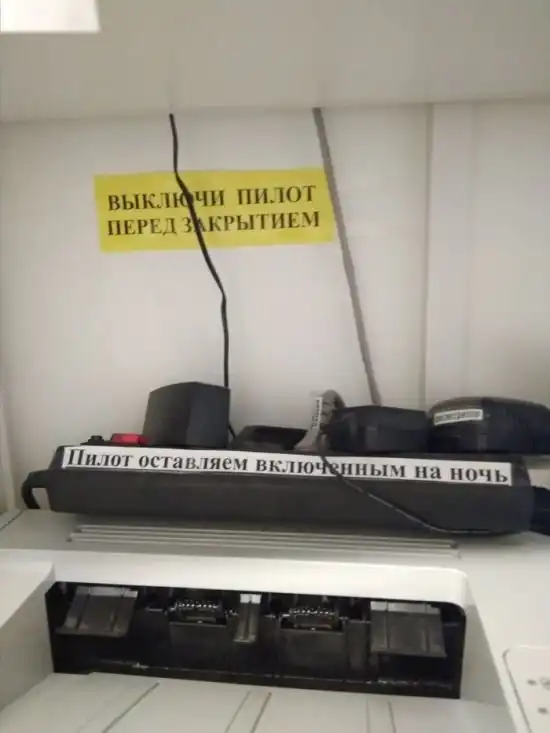 ВЫКЛЮЧИ ПИЛОТ
ПЕРЕД ЗАКРЫТИЕМ
Пилот оставляем включенным на ночь